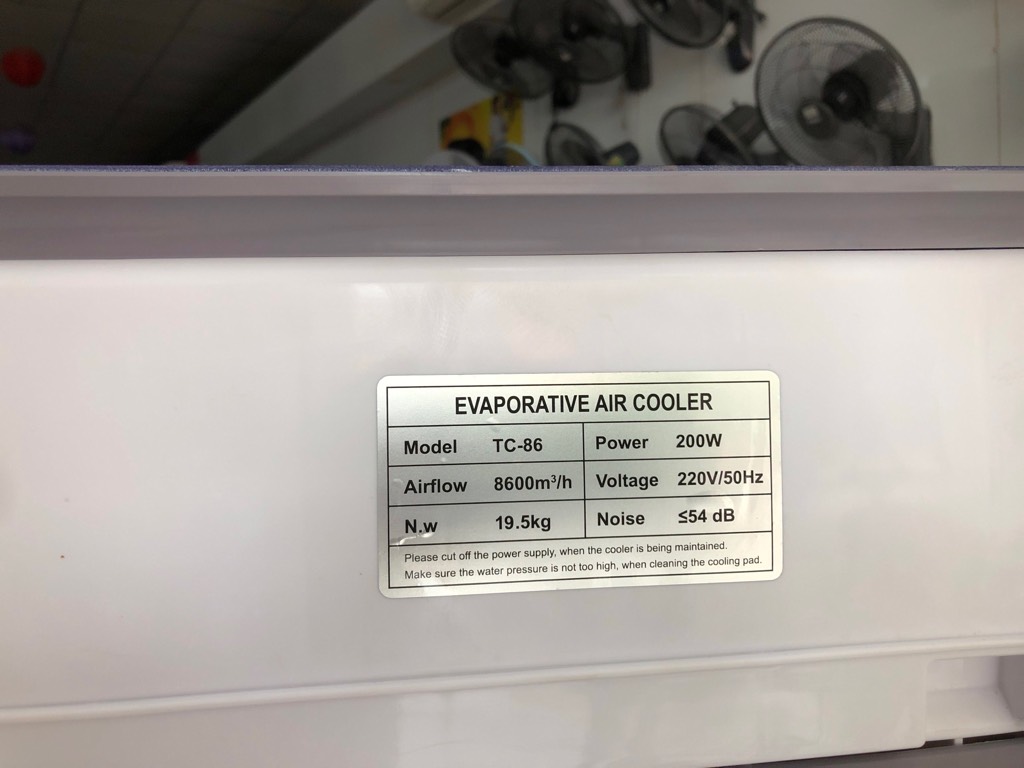 EVAPORATIVE AIR COOLER
Model TC-86 Power 200W
Airflow 8600m³/h Voltage 220V/50Hz
N.w 19.5kg Noise ≤54 dB
Please cut off the power supply, when the cooler is being maintained.
Make sure the water pressure is not too high, when cleaning the cooling pad.